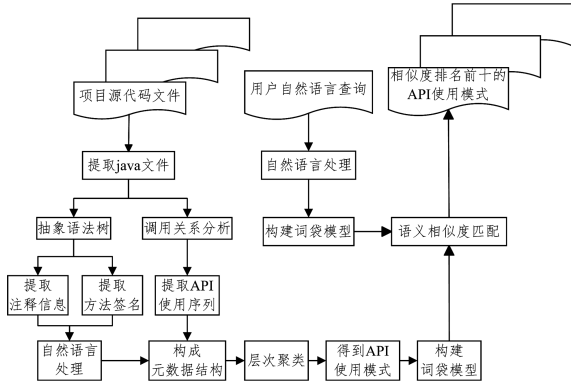 项目源代码文件
用户自然语言查询
相似度排名前十的
API使用模式
提取java文件
自然语言处理
抽象语法树
调用关系分析
构建词袋模型
语义相似度匹配
提取
注释信息
提取
方法签名
提取API
使用序列
自然语言
处理
构成
元数据结构
层次聚类
得到API
使用模式
构建
词袋模型